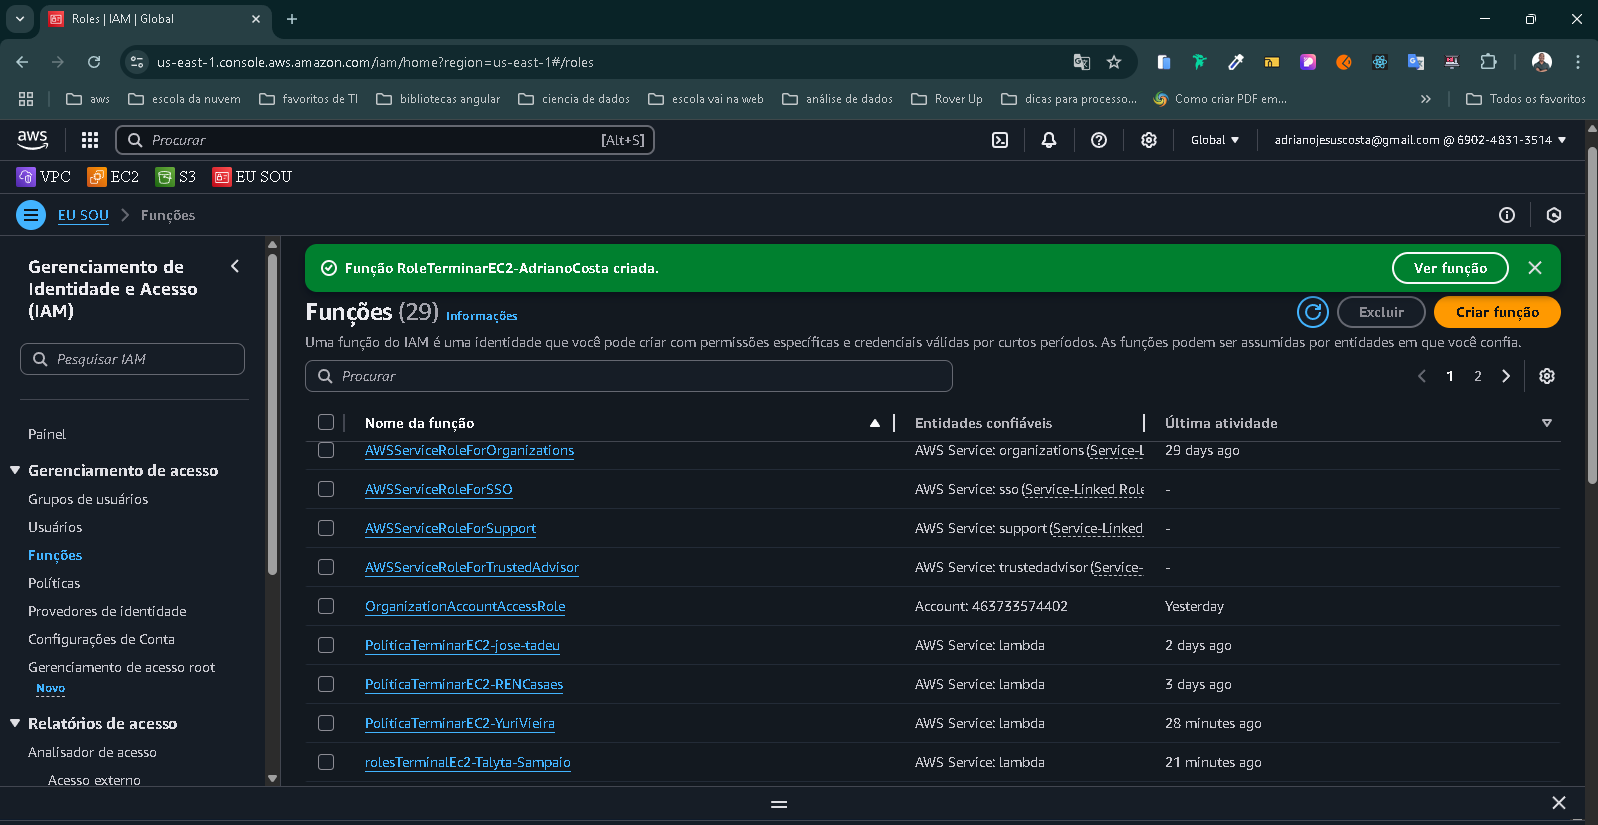 Roles | IAM | Global
us-east-1.console.aws.amazon.com/iam/home?region=us-east-1#/roles
aws
escola da nuvem
favoritos de TI
bibliotecas angular
ciencia de dados
escola vai na web
análise de dados
Rover Up
dicas para processo...
Como criar PDF em...
Todos os favoritos
aws
Procurar
[Alt+S]
Global
adrianojesuscosta@gmail.com @ 6902-4831-3514
VPC
EC2
S3
EU SOU
EU SOU
Funções
Gerenciamento de
Identidade e Acesso
(IAM)
Pesquisar IAM
Painel
Gerenciamento de acesso
Grupos de usuários
Usuários
Funções
Políticas
Provedores de identidade
Configurações de Conta
Gerenciamento de acesso root
Novo
Relatórios de acesso
Analisador de acesso
Acesso externo
Função RoleTerminarEC2-AdrianoCosta criada.
Ver função
Funções (29) Informações
Excluir
Criar função
Uma função do IAM é uma identidade que você pode criar com permissões específicas e credenciais válidas por curtos períodos. As funções podem ser assumidas por entidades em que você confia.
Procurar
1
2
Nome da função
Entidades confiáveis
Última atividade
AWSServiceRoleForOrganizations
AWS Service: organizations (Service-L
29 days ago
AWSServiceRoleForSSO
AWS Service: sso (Service-Linked Role
-
AWSServiceRoleForSupport
AWS Service: support (Service-Linked
-
AWSServiceRoleForTrustedAdvisor
AWS Service: trustedadvisor (Service-
-
OrganizationAccountAccessRole
Account: 463733574402
Yesterday
PoliticaTerminarEC2-jose-tadeu
AWS Service: lambda
2 days ago
PoliticaTerminarEC2-RENCasaes
AWS Service: lambda
3 days ago
PoliticaTerminarEC2-YuriVieira
AWS Service: lambda
28 minutes ago
rolesTerminalEc2-Talyta-Sampaio
AWS Service: lambda
21 minutes ago